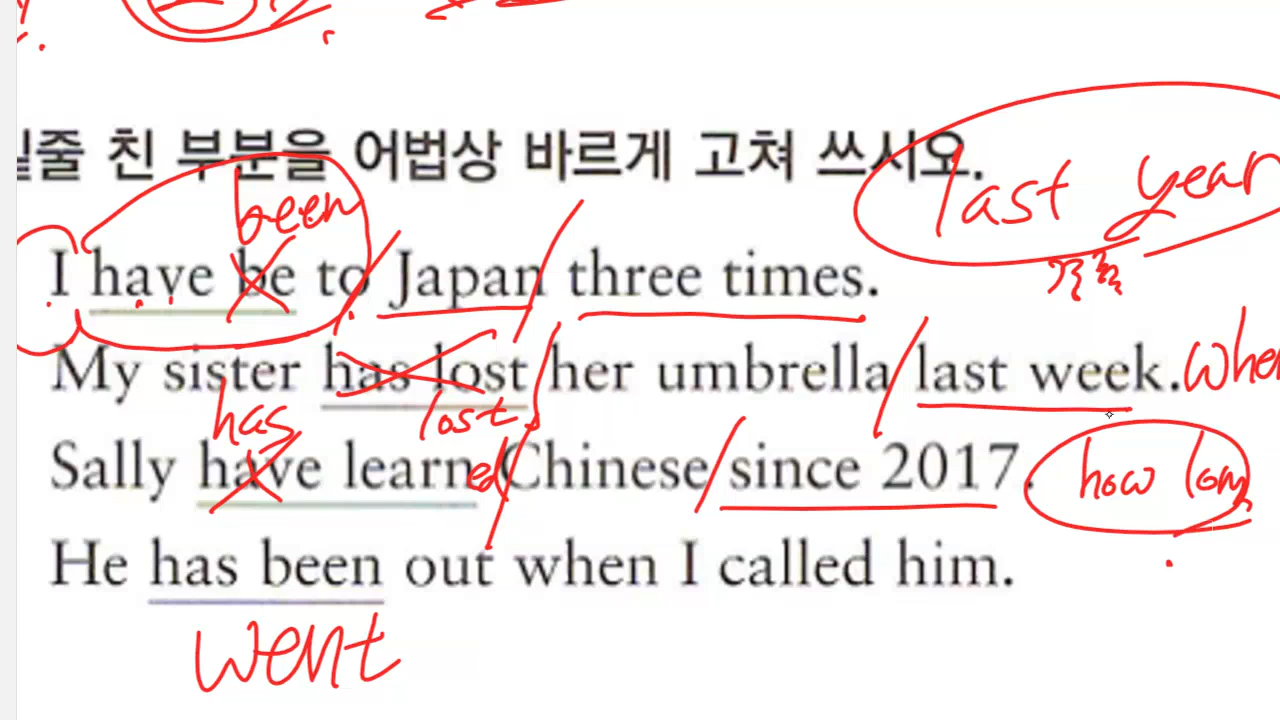 밑줄 친 부분을 어법상 바르게 고쳐 쓰시오.
last year
been
I have be to Japan three times.
My sister has lost her umbrella last week. When
has lost
Sally have learned Chinese since 2017. how long
He has been out when I called him.
went